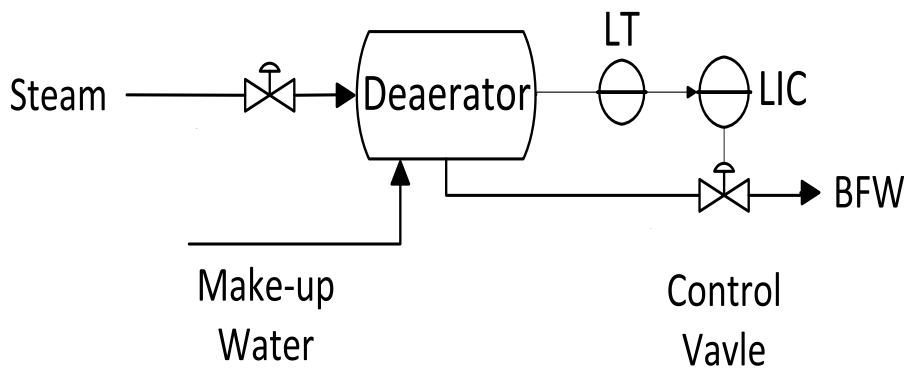 LT
Steam
Deaerator
LIC
BFW
Make-up
Water
Control
Vavle